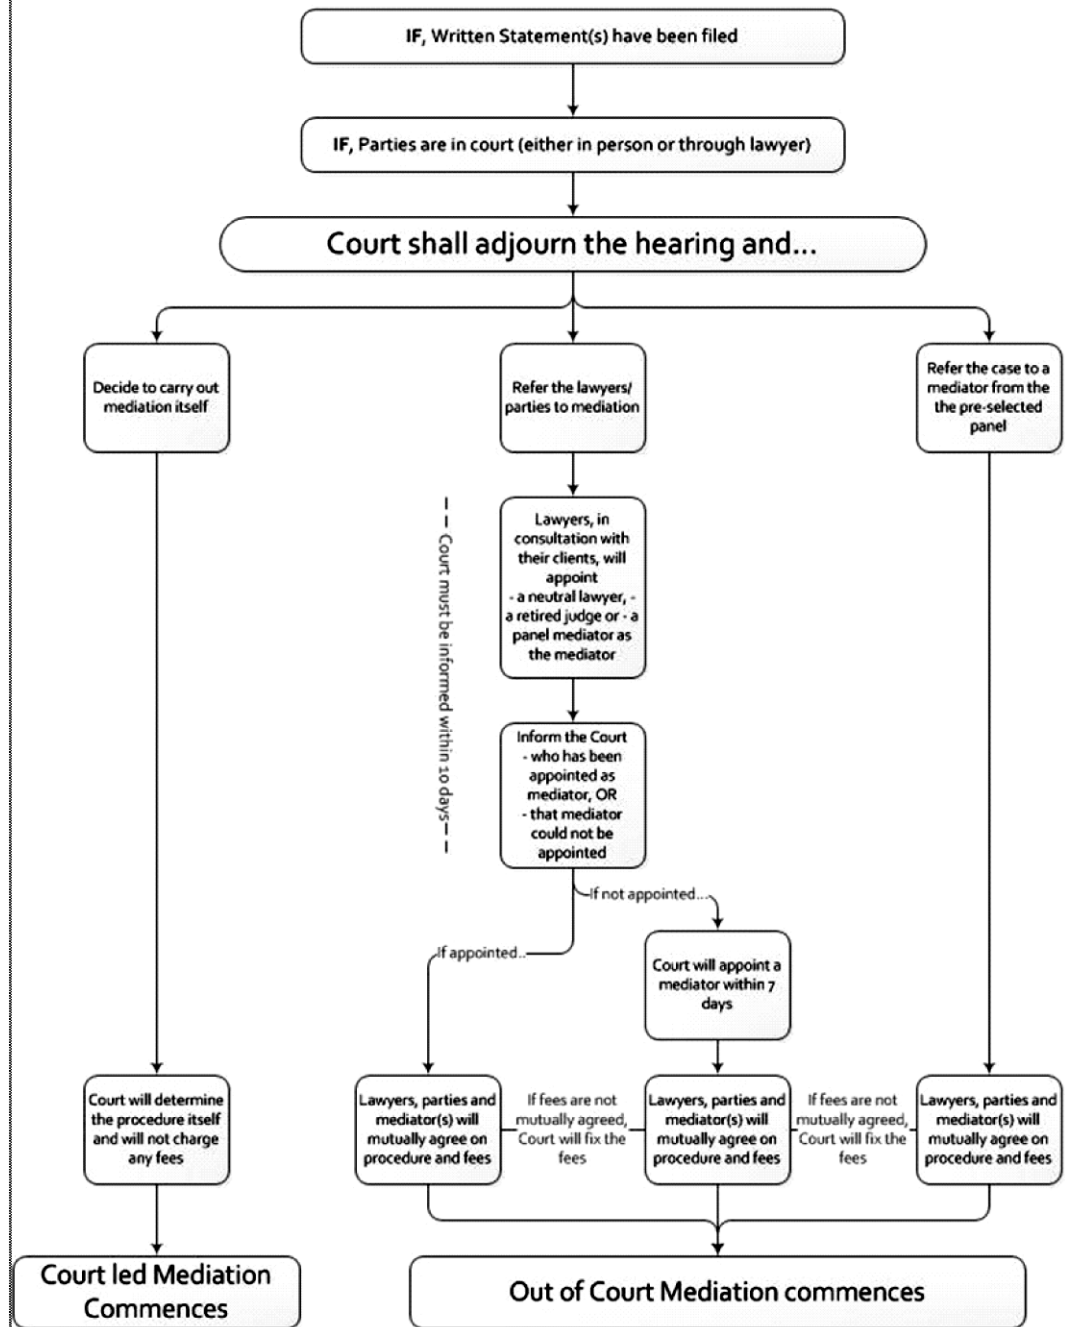 IF, Written Statement(s) have been filed
IF, Parties are in court (either in person or through lawyer)
Court shall adjourn the hearing and...
Decide to carry out
mediation itself
Refer the lawyers/
parties to mediation
Refer the case to a
mediator from the
the pre-selected
panel
Court must be informed within 10 days
Lawyers, in
consultation with
their clients, will
appoint
- a neutral lawyer, -
a retired judge or - a
panel mediator as
the mediator
Inform the Court
- who has been
appointed as
mediator, OR
- that mediator
could not be
appointed
If not appointed...
If appointed..
Court will appoint a
mediator within 7
days
Court will determine
the procedure itself
and will not charge
any fees
Lawyers, parties and
mediator(s) will
mutually agree on
procedure and fees
If fees are not
mutually agreed,
Court will fix the
fees
Lawyers, parties and
mediator(s) will
mutually agree on
procedure and fees
If fees are not
mutually agreed,
Court will fix the
fees
Lawyers, parties and
mediator(s) will
mutually agree on
procedure and fees
Court led Mediation
Commences
Out of Court Mediation commences